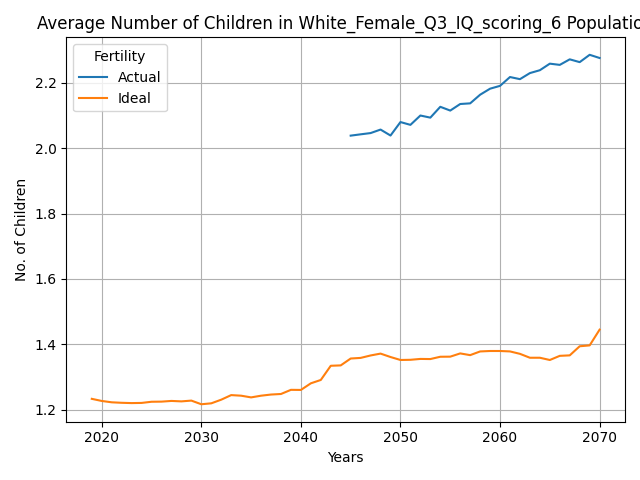 Average Number of Children in White_Female_Q3_IQ_scoring_6 Populatio
Fertility
Actual
Ideal
No. of Children
2.2
2.0
1.8
1.6
1.4
1.2
2020 2030 2040 2050 2060 2070
Years